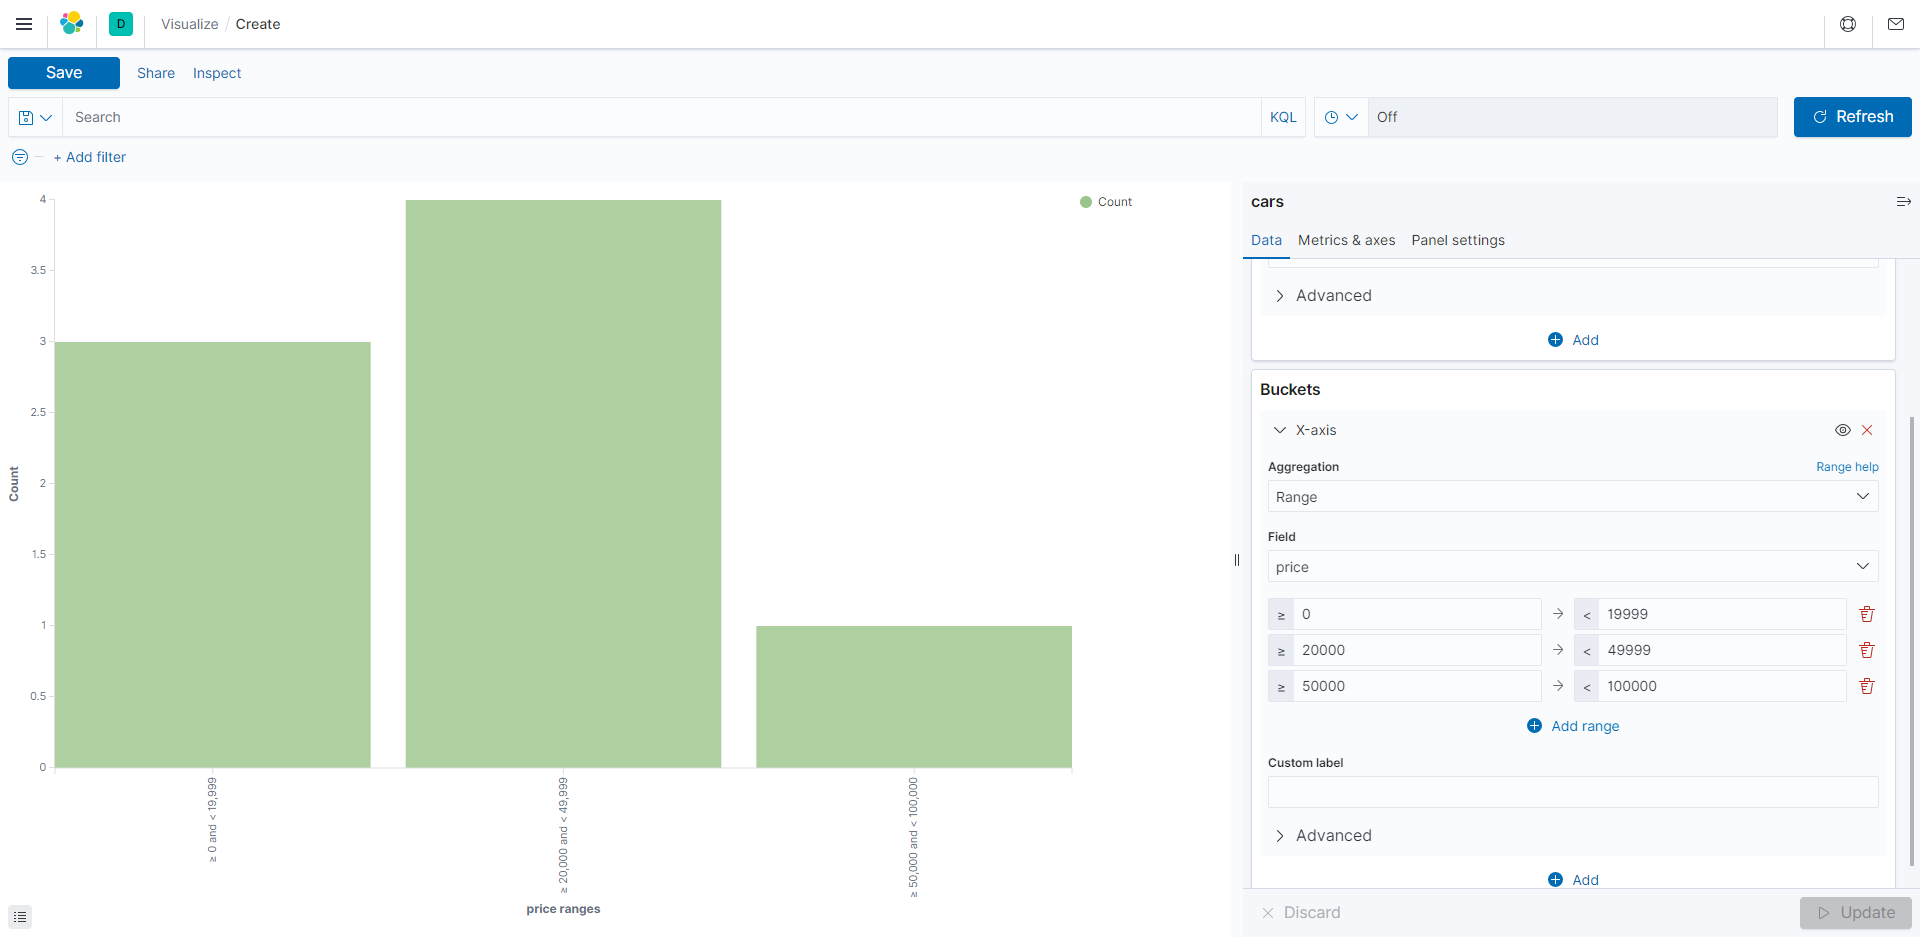 D Visualize / Create
Save Share Inspect
Search KQL Off Refresh
+ Add filter
4
3.5
3
2.5
2
1.5
1
0.5
0
Count
≥ 0 and < 19,999
≥ 20,000 and < 49,999
≥ 50,000 and < 100,000
price ranges
Count
cars
Data Metrics & axes Panel settings
Advanced
Add
Buckets
X-axis
Aggregation Range help
Range
Field
price
≥ 0 → < 19999
≥ 20000 → < 49999
≥ 50000 → < 100000
Add range
Custom label
Advanced
Add
Discard Update